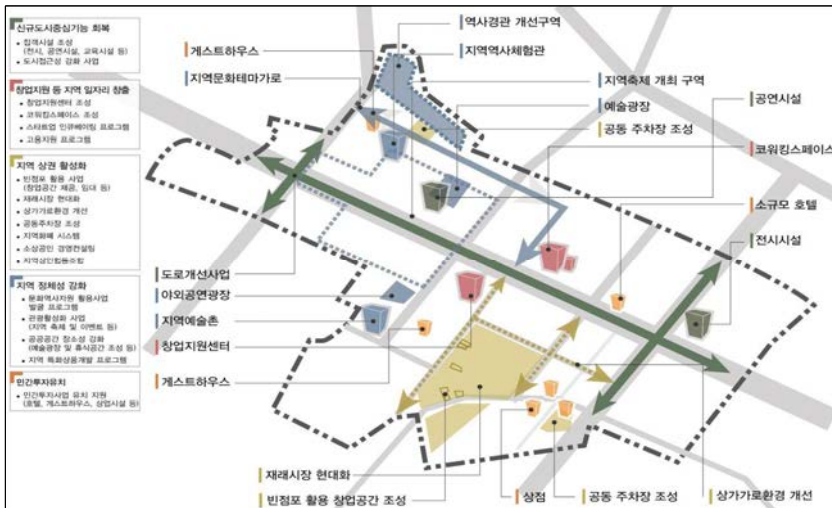 신규도시중심기능 회복
• 집객시설 조성
(전시, 공연시설, 교육시설 등)
• 도시접근성 강화 사업
창업지원 등 지역 일자리 창출
• 창업지원센터 조성
• 코워킹스페이스 조성
• 스타트업 인큐베이팅 프로그램
• 고용지원 프로그램
지역 상권 활성화
• 빈점포 활용 사업
(창업공간 제공, 임대 등)
• 재래시장 현대화
• 상가가로환경 개선
• 공동주차장 조성
• 지역화폐 시스템
• 소상공인 경영컨설팅
• 지역상인협동조합
지역 정체성 강화
• 문화역사자원 활용사업
발굴 프로그램
• 관광활성화 사업
(지역 축제 및 이벤트 등)
• 공공공간 장소성 강화
(예술광장 및 휴식공간 조성 등)
• 지역 특화상품개발 프로그램
민간투자유치
• 민간투자사업 유치 지원
(호텔, 게스트하우스, 상업시설 등)
역사경관 개선구역
게스트하우스
지역역사체험관
지역문화테마가로
지역축제 개최 구역
예술광장
공연시설
공동 주차장 조성
코워킹스페이스
소규모 호텔
전시시설
도로개선사업
야외공연광장
지역예술촌
창업지원센터
게스트하우스
재래시장 현대화
빈점포 활용 창업공간 조성
상점
공동 주차장 조성
상가가로환경 개선